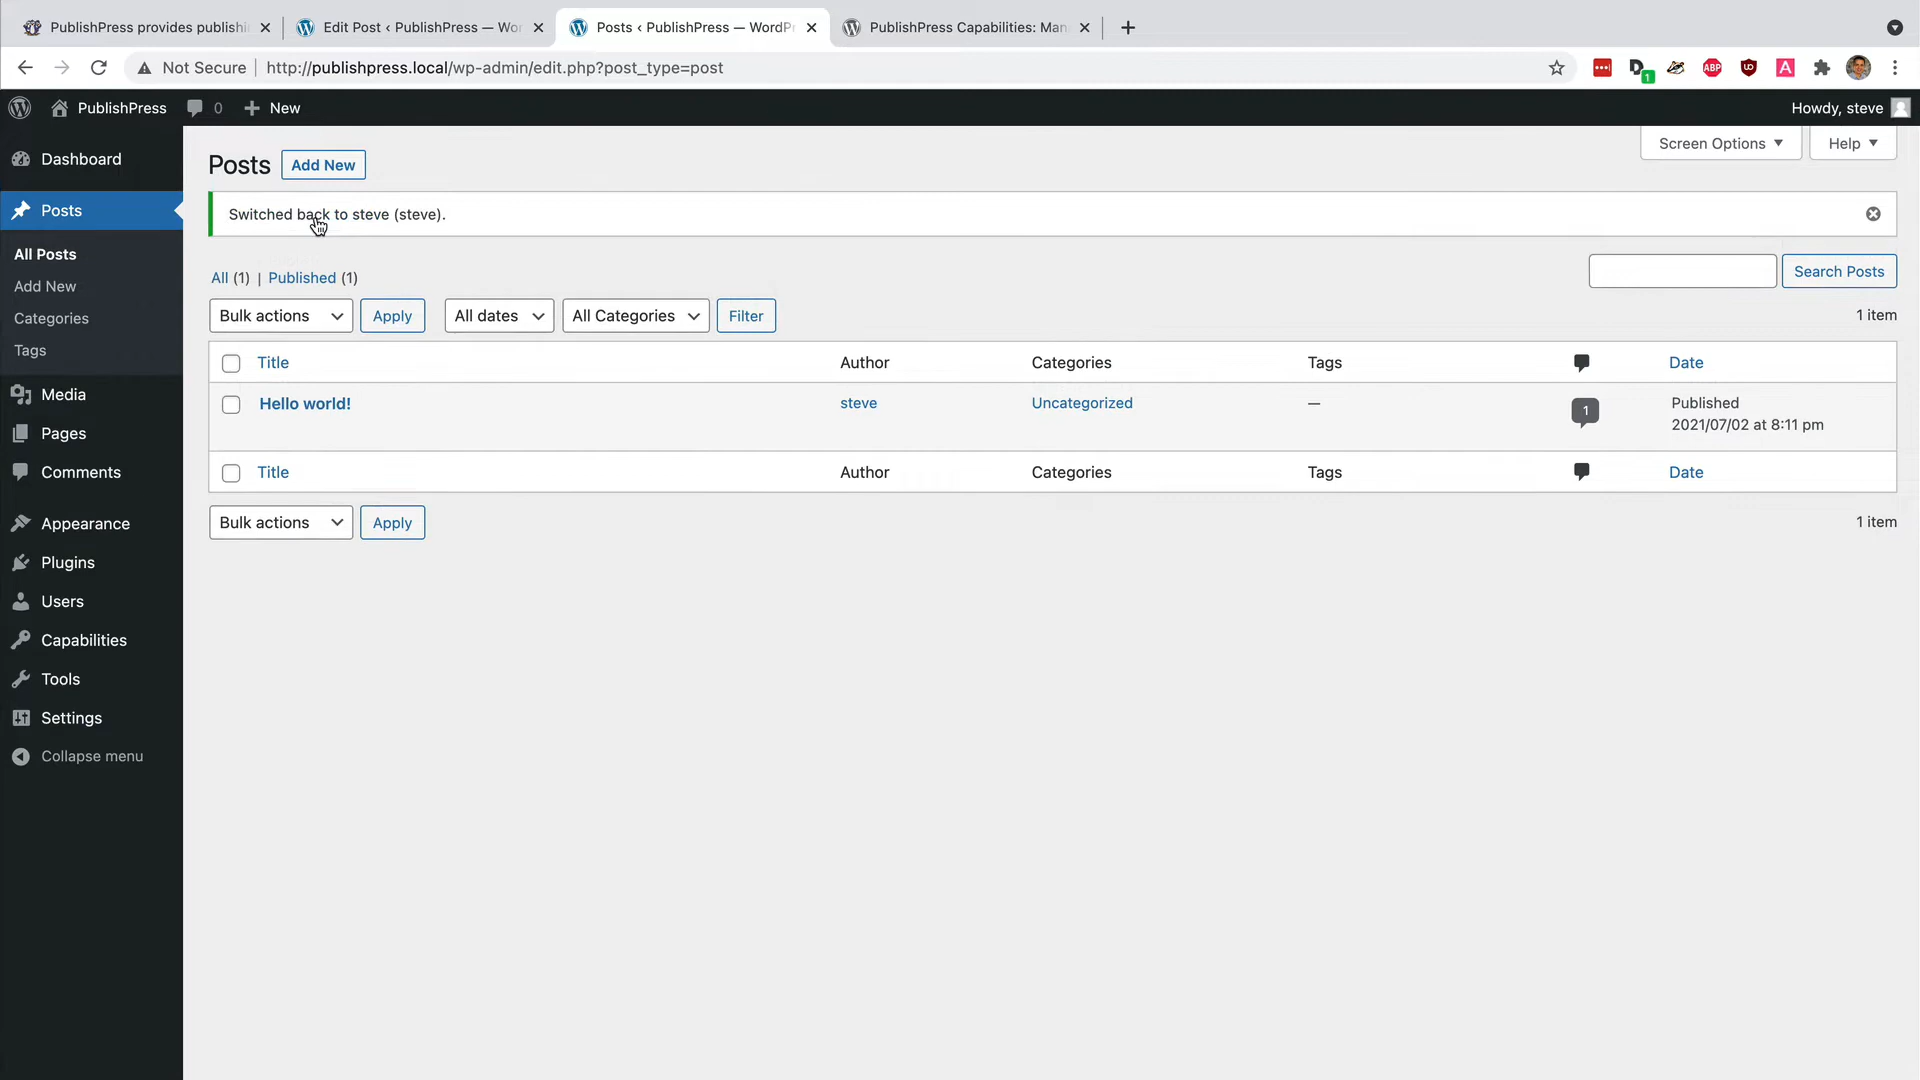 PublishPress provides publishi
Edit Post ‹ PublishPress — Wor
Posts ‹ PublishPress — WordPr
PublishPress Capabilities: Man
Not Secure
http://publishpress.local/wp-admin/edit.php?post_type=post
1
ABP
A
PublishPress
0
New
Howdy, steve
Dashboard
Posts
All Posts
Add New
Categories
Tags
Media
Pages
Comments
Appearance
Plugins
Users
Capabilities
Tools
Settings
Collapse menu
Screen Options
Help
Posts
Add New
Switched back to steve (steve).
All (1) | Published (1)
Search Posts
Bulk actions
Apply
All dates
All Categories
Filter
1 item
Title
Author
Categories
Tags
Date
Hello world!
steve
Uncategorized
—
1
Published
2021/07/02 at 8:11 pm
Title
Author
Categories
Tags
Date
Bulk actions
Apply
1 item